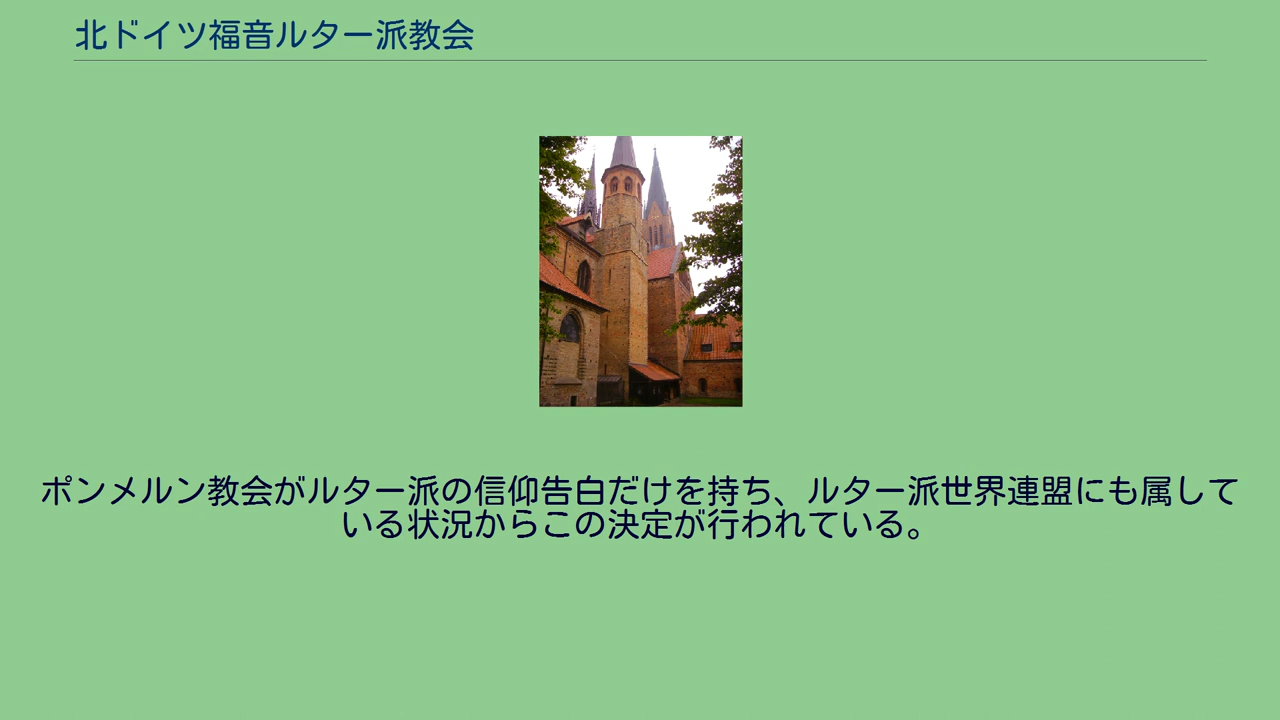 北ドイツ福音ルター派教会
ポンメルン教会がルター派の信仰告白だけを持ち、ルター派世界連盟にも属して
いる状況からこの決定が行われている。